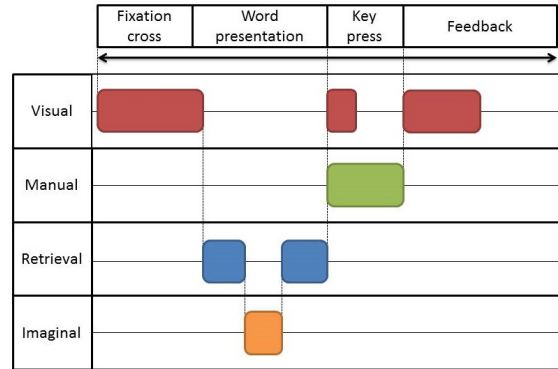 Fixation
cross
Word
presentation
Key
press
Feedback
Visual
Manual
Retrieval
Imaginal